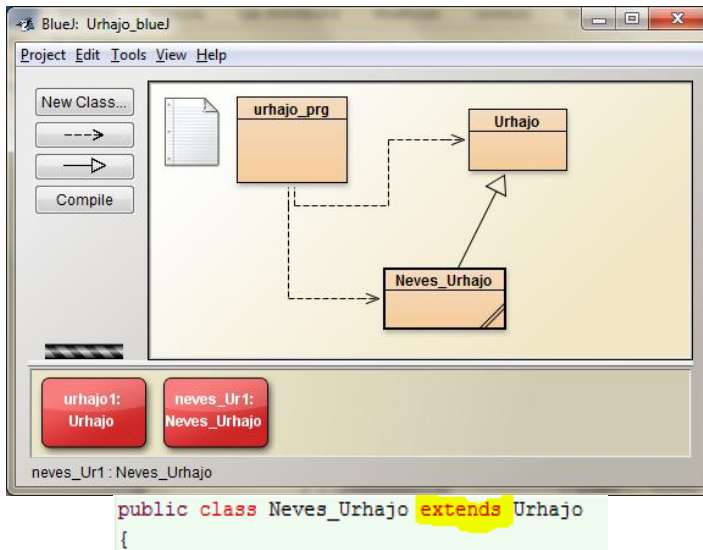 BlueJ: Urhajo_blueJ
Project Edit Tools View Help
New Class...
--->
Compile
urhajo_prg
Urhajo
Neves_Urhajo
urhajo1:
Urhajo
neves_Ur1:
Neves_Urhajo
neves_Ur1 : Neves_Urhajo
public class Neves_Urhajo extends Urhajo
{